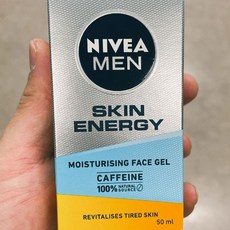 NIVEA
MEN
SKIN
ENERGY
MOISTURISING FACE GEL
CAFFEINE
100% NATURAL SOURCE
REVITALISES TIRED SKIN
50 ml